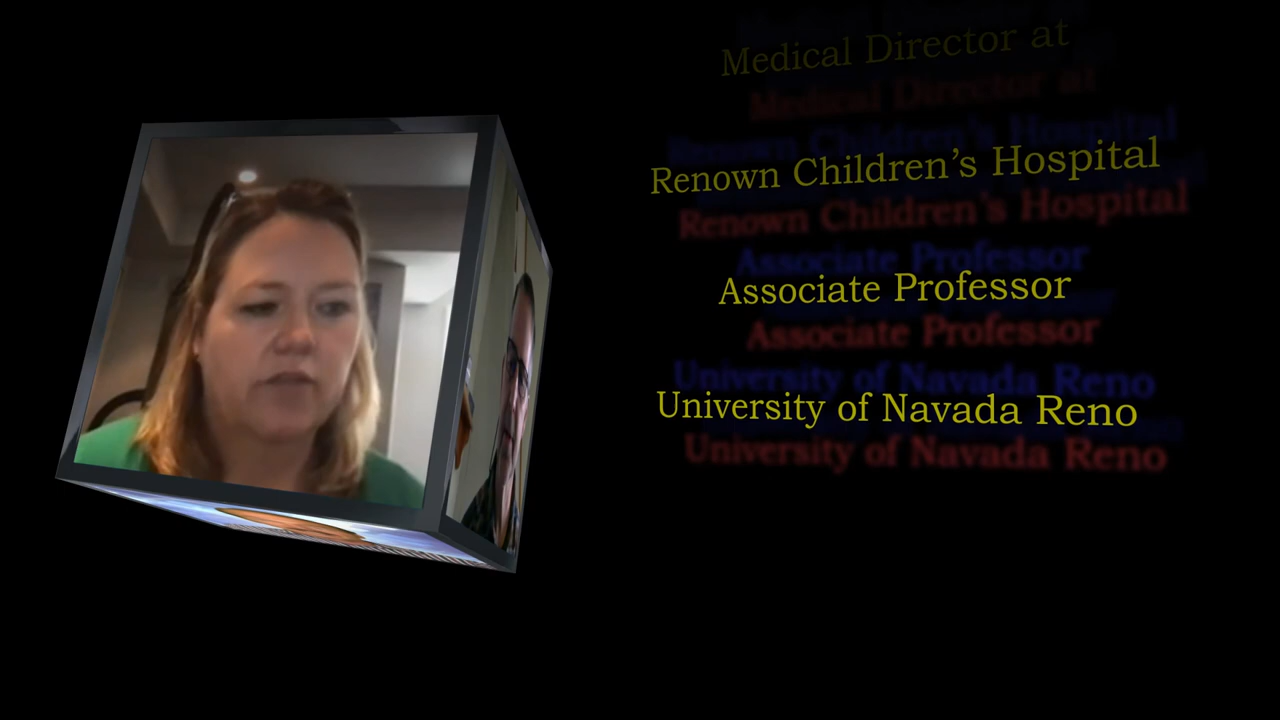 Medical Director at
Renown Children's Hospital
Associate Professor
University of Navada Reno